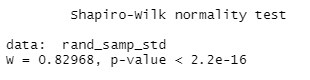 Shapiro-Wilk normality test
data:  rand_samp_std
W = 0.82968, p-value < 2.2e-16